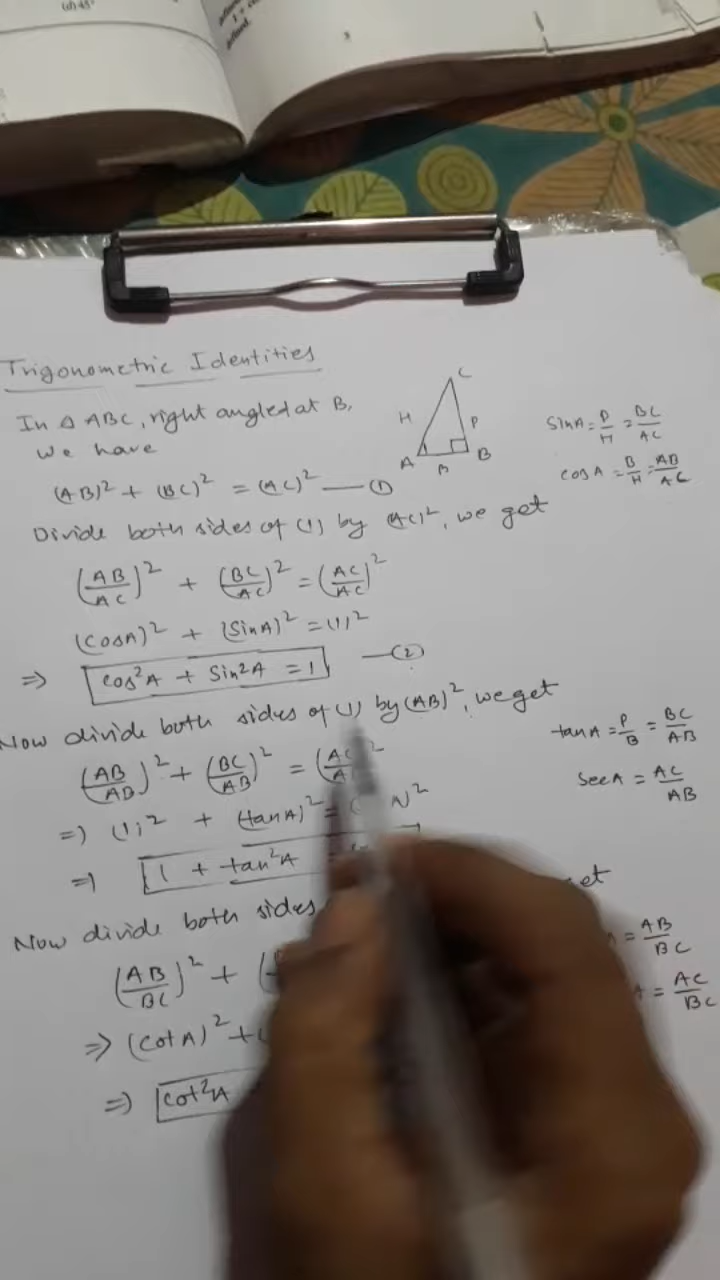 (d) 45°
Trigonometric Identities
In △ ABC, right angled at B,
we have
C
H
P
A
B
B
SinA = P/H = BC/AC
cosA = B/H = AB/AC
(AB)² + (BC)² = (AC)² — (1)
Divide both sides of (1) by (AC)², we get
(AB/AC)² + (BC/AC)² = (AC/AC)²
(CosA)² + (SinA)² = (1)²
⇒ cos²A + Sin²A = 1 — (2)
Now divide both sides of (1) by (AB)², we get
tanA = P/B = BC/AB
SecA = AC/AB
(AB/AB)² + (BC/AB)² = (AC
⇒ (1)² + (tanA)² =
⇒ 1 + tan²A
Now divide both sides
get
= AB/BC
(AB/BC)² + (
= AC/BC
⇒ (CotA)² +
⇒ Cot²A